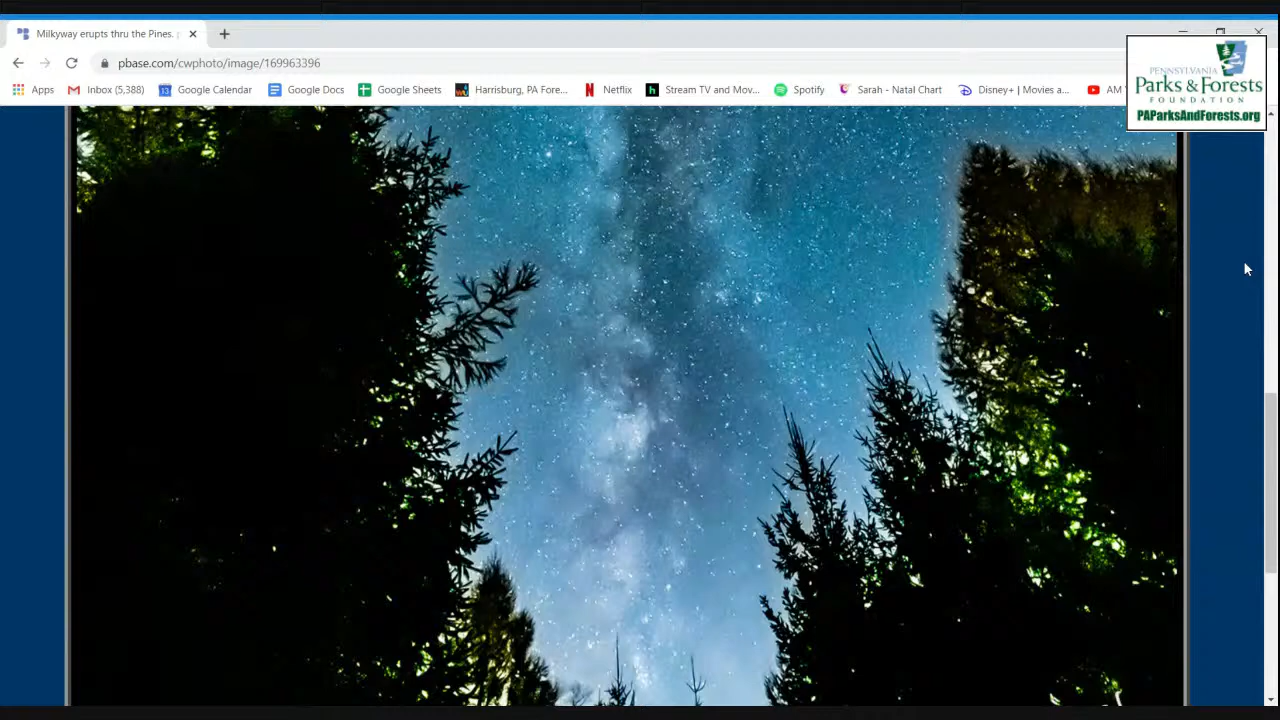 Milkyway erupts thru the Pines.
pbase.com/cwphoto/image/169963396
Apps Inbox (5,388) Google Calendar Google Docs Google Sheets Harrisburg, PA Fore... Netflix Stream TV and Mov... Spotify Sarah - Natal Chart Disney+ | Movies a... AM
PENNSYLVANIA
Parks & Forests
FOUNDATION
PAParksAndForests.org